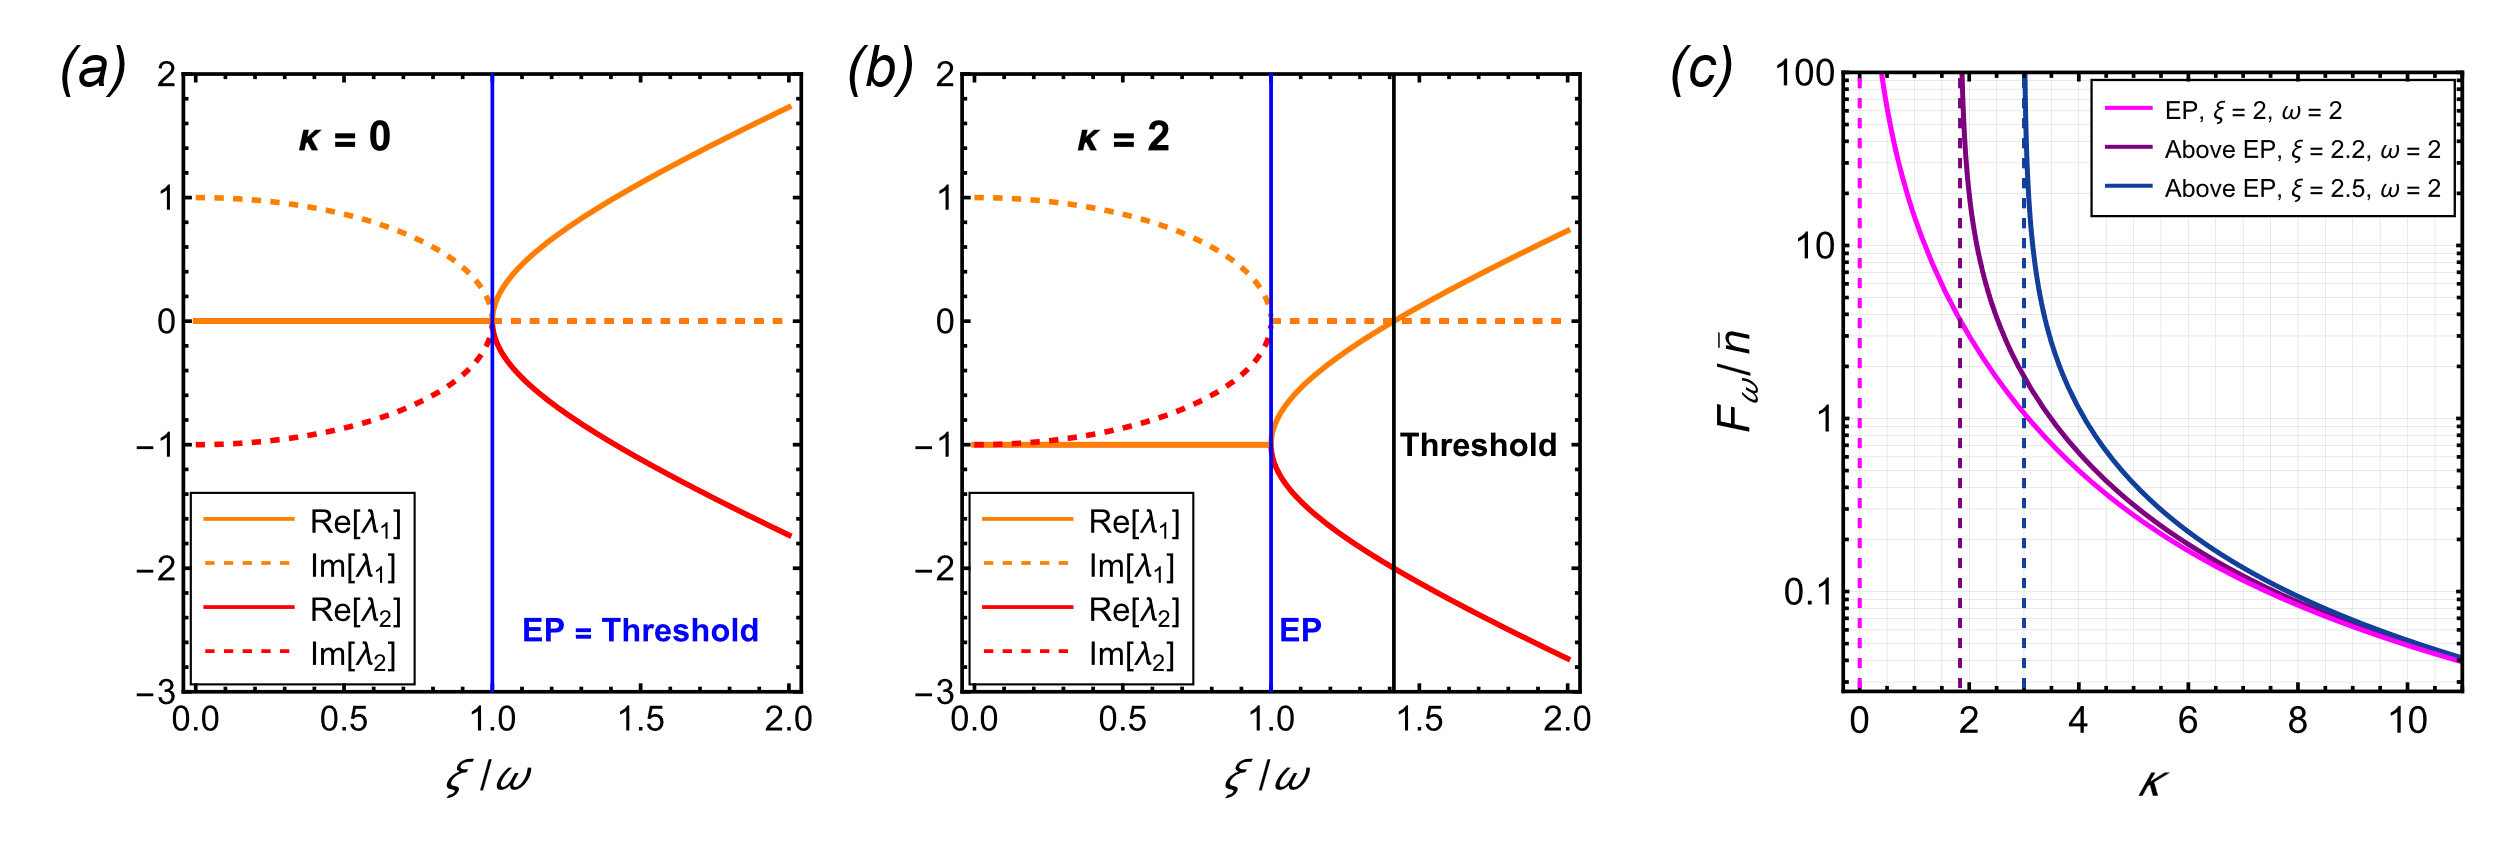 (a)
κ = 0
2
1
0
−1
−2
−3
Re[λ1]
Im[λ1]
Re[λ2]
Im[λ2]
EP = Threshold
0.0 0.5 1.0 1.5 2.0
ξ/ω
(b)
κ = 2
2
1
0
−1
−2
−3
Threshold
Re[λ1]
Im[λ1]
Re[λ2]
Im[λ2]
EP
0.0 0.5 1.0 1.5 2.0
ξ/ω
(c)
100
10
1
0.1
Fω/n̄
EP, ξ = 2, ω = 2
Above EP, ξ = 2.2, ω = 2
Above EP, ξ = 2.5, ω = 2
0 2 4 6 8 10
κ